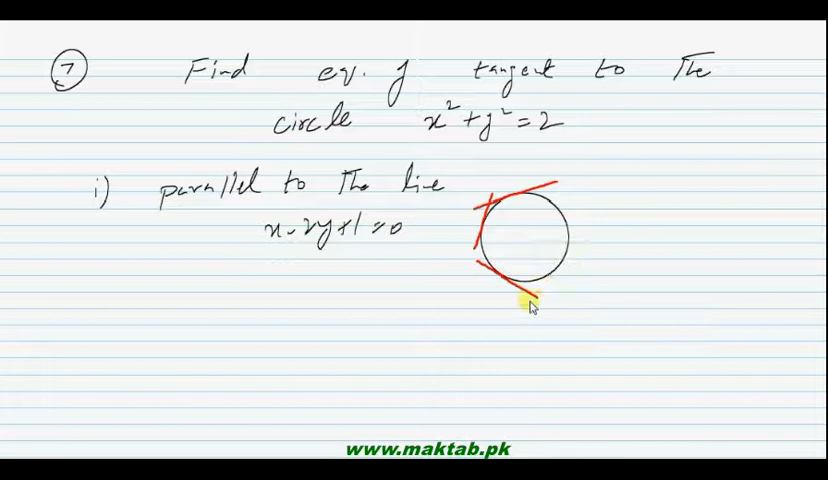 7 Find eq. of tangent to the
circle x² + y² = 2
i) parallel to the line
x - 2y + 1 = 0
www.maktab.pk